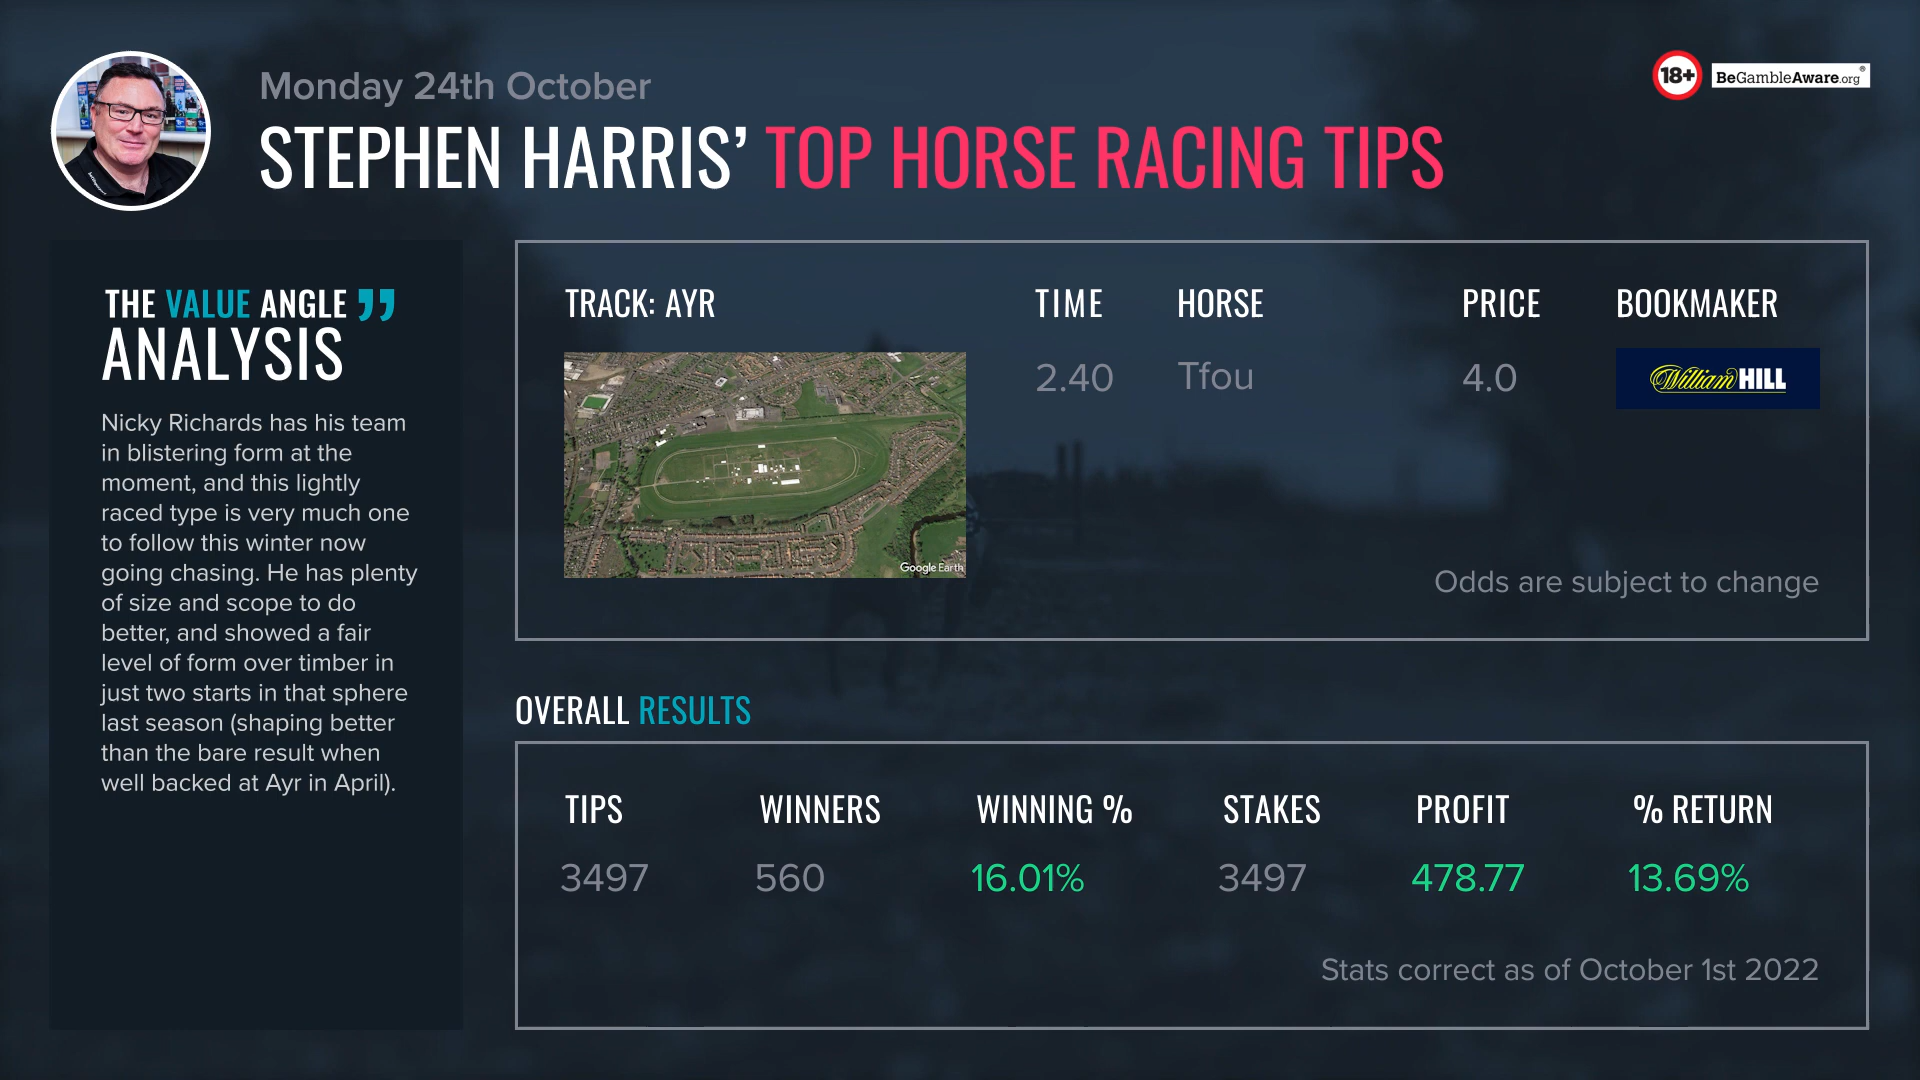 Monday 24th October
STEPHEN HARRIS’ TOP HORSE RACING TIPS
18+
BeGambleAware.org®
THE VALUE ANGLE ”
ANALYSIS
Nicky Richards has his team
in blistering form at the
moment, and this lightly
raced type is very much one
to follow this winter now
going chasing. He has plenty
of size and scope to do
better, and showed a fair
level of form over timber in
just two starts in that sphere
last season (shaping better
than the bare result when
well backed at Ayr in April).
TRACK: AYR
Google Earth
TIME HORSE PRICE BOOKMAKER
2.40 Tfou 4.0 William HILL
Odds are subject to change
OVERALL RESULTS
TIPS WINNERS WINNING % STAKES PROFIT % RETURN
3497 560 16.01% 3497 478.77 13.69%
Stats correct as of October 1st 2022